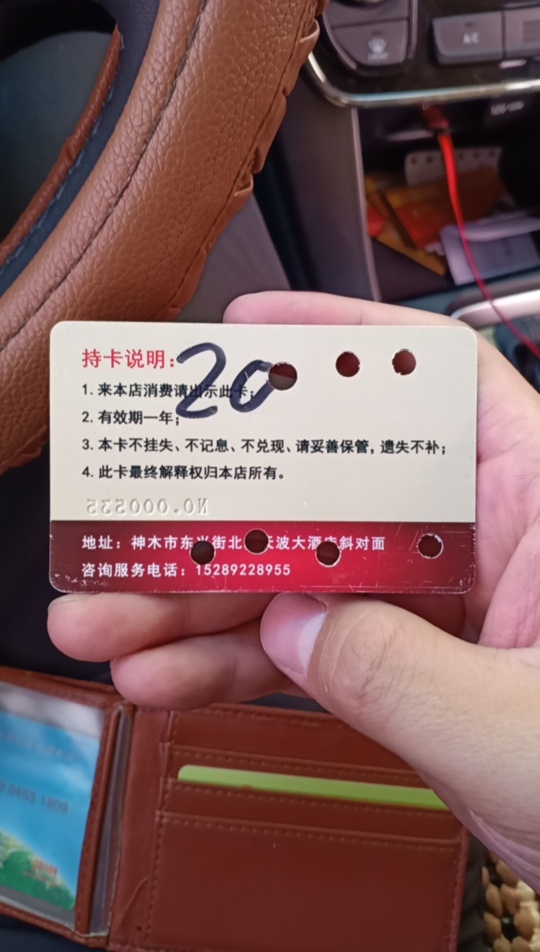 持卡说明：
20
1. 来本店消费请出示此卡；
2. 有效期一年；
3. 本卡不挂失、不记息、不兑现、请妥善保管，遗失不补；
4. 此卡最终解释权归本店所有。
NO.000535
地址：神木市东兴街北 天波大酒店斜对面
咨询服务电话：15289228955
A/C